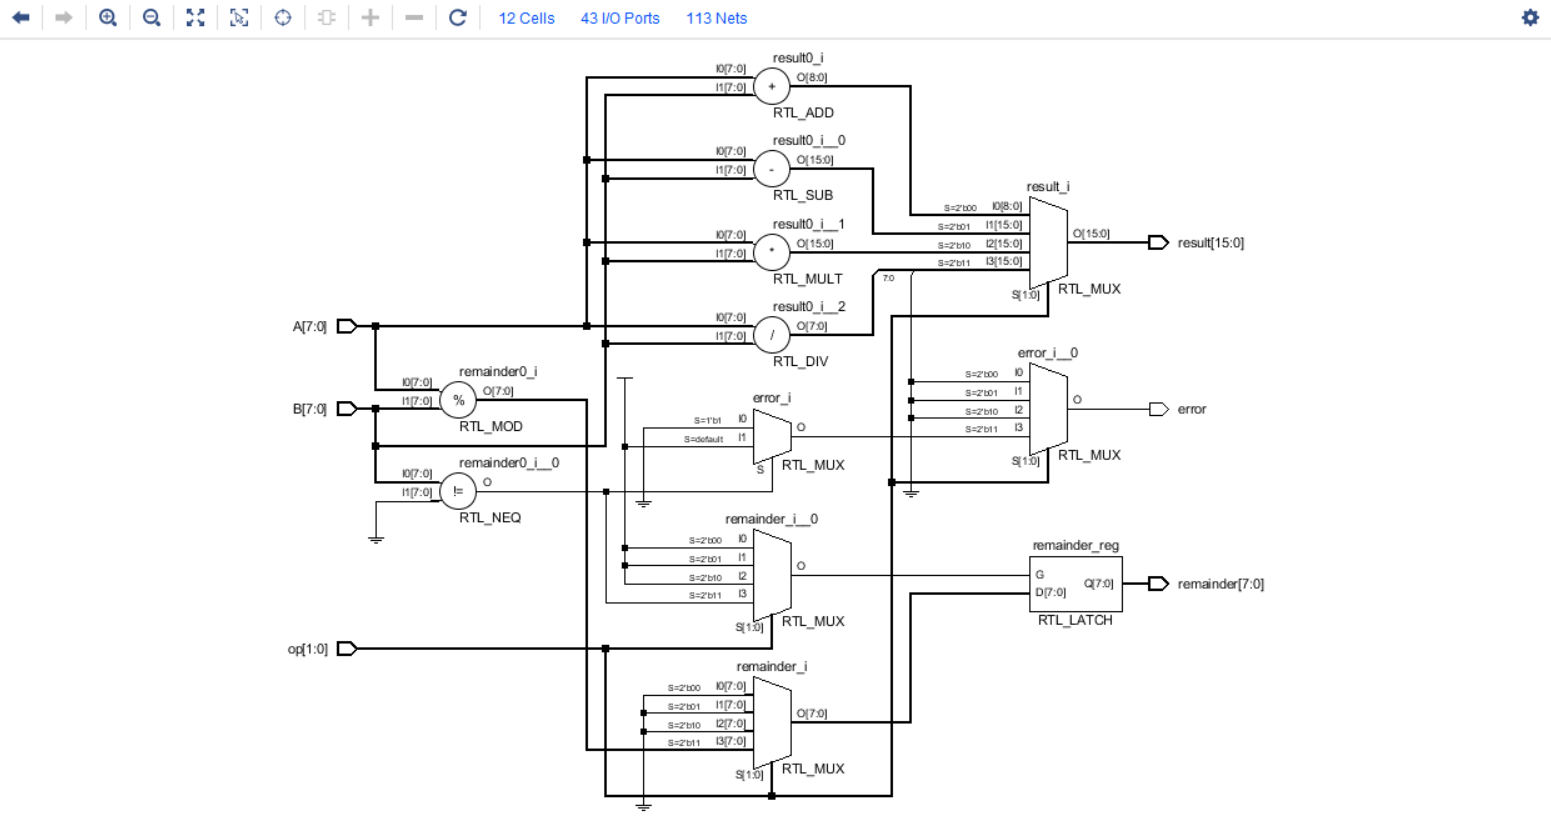 12 Cells 43 I/O Ports 113 Nets
result0_i
I0[7:0]
I1[7:0]
+
O[8:0]
RTL_ADD
result0_i__0
I0[7:0]
I1[7:0]
-
O[15:0]
RTL_SUB
result0_i__1
I0[7:0]
I1[7:0]
*
O[15:0]
RTL_MULT
result0_i__2
I0[7:0]
I1[7:0]
/
O[7:0]
RTL_DIV
7:0
result_i
S=2'b00 I0[8:0]
S=2'b01 I1[15:0]
S=2'b10 I2[15:0]
S=2'b11 I3[15:0]
S[1:0]
O[15:0]
RTL_MUX
result[15:0]
A[7:0]
B[7:0]
remainder0_i
I0[7:0]
I1[7:0]
%
O[7:0]
RTL_MOD
remainder0_i__0
I0[7:0]
I1[7:0]
!=
O
RTL_NEQ
error_i
S=1'b1 I0
S=default I1
S
O
RTL_MUX
error_i__0
S=2'b00 I0
S=2'b01 I1
S=2'b10 I2
S=2'b11 I3
S[1:0]
O
RTL_MUX
error
remainder_i__0
S=2'b00 I0
S=2'b01 I1
S=2'b10 I2
S=2'b11 I3
S[1:0]
O
RTL_MUX
remainder_reg
G
D[7:0]
Q[7:0]
RTL_LATCH
remainder[7:0]
op[1:0]
remainder_i
S=2'b00 I0[7:0]
S=2'b01 I1[7:0]
S=2'b10 I2[7:0]
S=2'b11 I3[7:0]
S[1:0]
O[7:0]
RTL_MUX